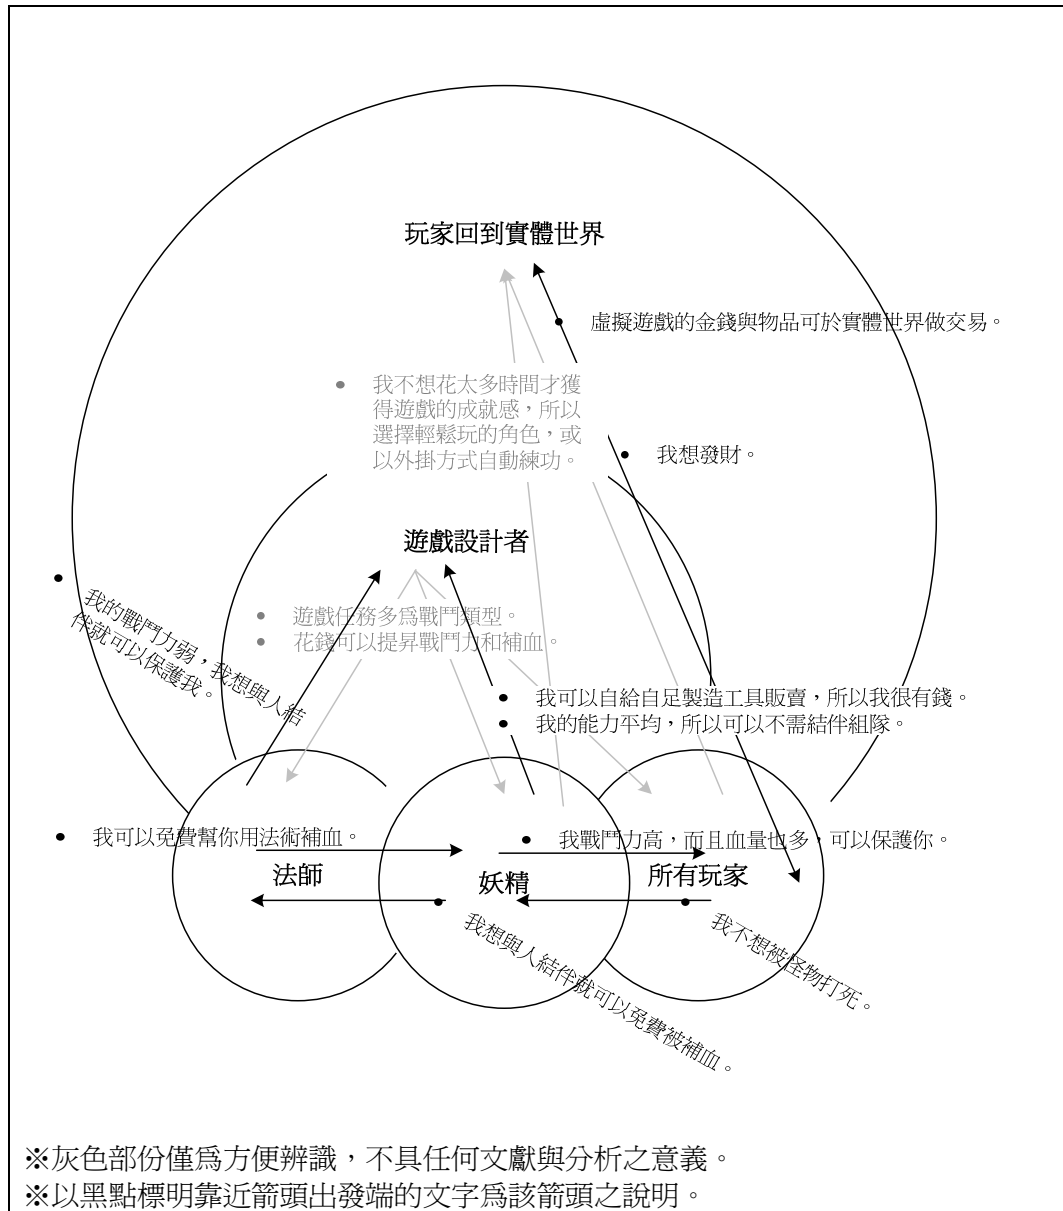 玩家回到實體世界
• 虛擬遊戲的金錢與物品可於實體世界做交易。
• 我不想花太多時間才獲
得遊戲的成就感，所以
選擇輕鬆玩的角色，或
以外掛方式自動練功。
• 我想發財。
遊戲設計者
• 我的戰鬥力弱，我想與人結
伴就可以保護我。
• 遊戲任務多爲戰鬥類型。
• 花錢可以提昇戰鬥力和補血。
• 我可以自給自足製造工具販賣，所以我很有錢。
• 我的能力平均，所以可以不需結伴組隊。
• 我可以免費幫你用法術補血。
• 我戰鬥力高，而且血量也多，可以保護你。
法師
妖精
所有玩家
• 我想與人結伴就可以免費被補血。
• 我不想被怪物打死。
※灰色部份僅爲方便辨識，不具任何文獻與分析之意義。
※以黑點標明靠近箭頭出發端的文字爲該箭頭之說明。